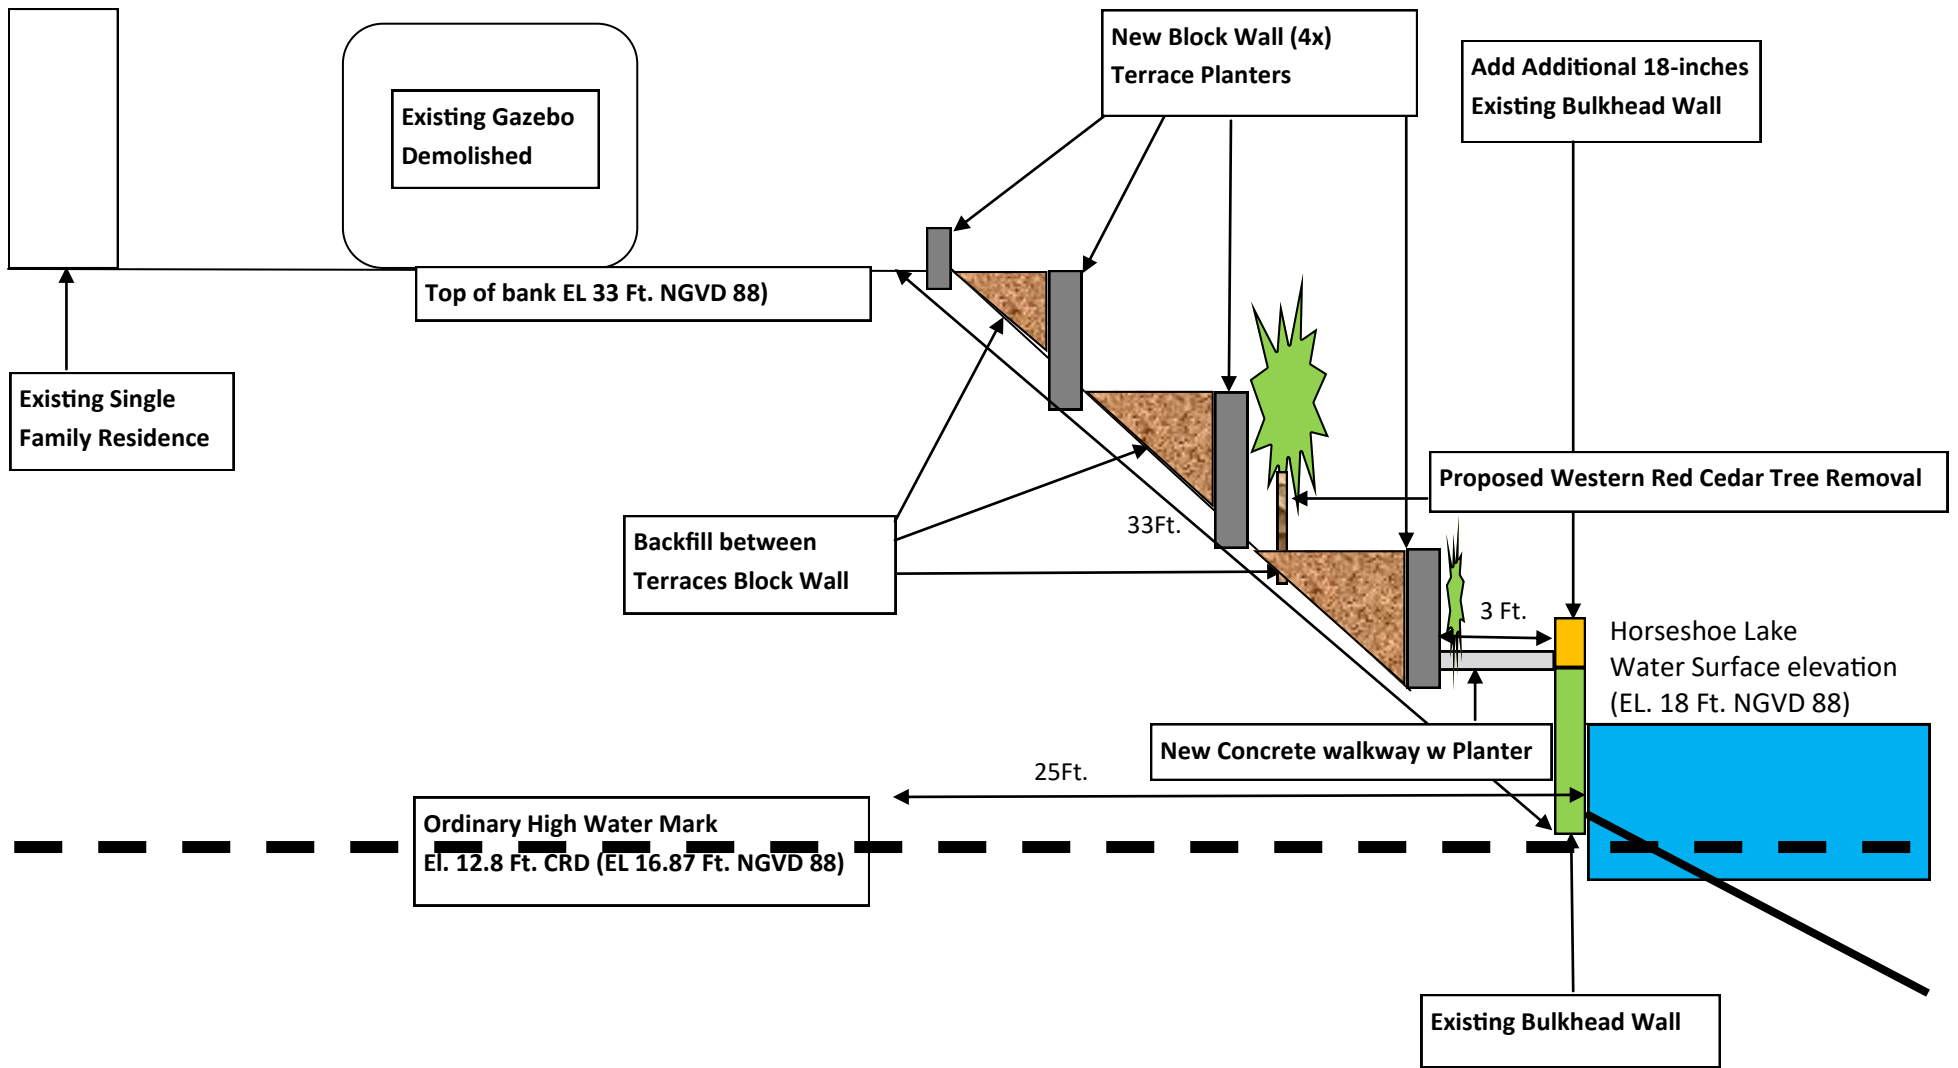 New Block Wall (4x)
Terrace Planters
Add Additional 18-inches
Existing Bulkhead Wall
Existing Gazebo
Demolished
Top of bank EL 33 Ft. NGVD 88)
Existing Single
Family Residence
Proposed Western Red Cedar Tree Removal
33Ft.
Backfill between
Terraces Block Wall
3 Ft.
Horseshoe Lake
Water Surface elevation
(EL. 18 Ft. NGVD 88)
New Concrete walkway w Planter
25Ft.
Ordinary High Water Mark
El. 12.8 Ft. CRD (EL 16.87 Ft. NGVD 88)
Existing Bulkhead Wall